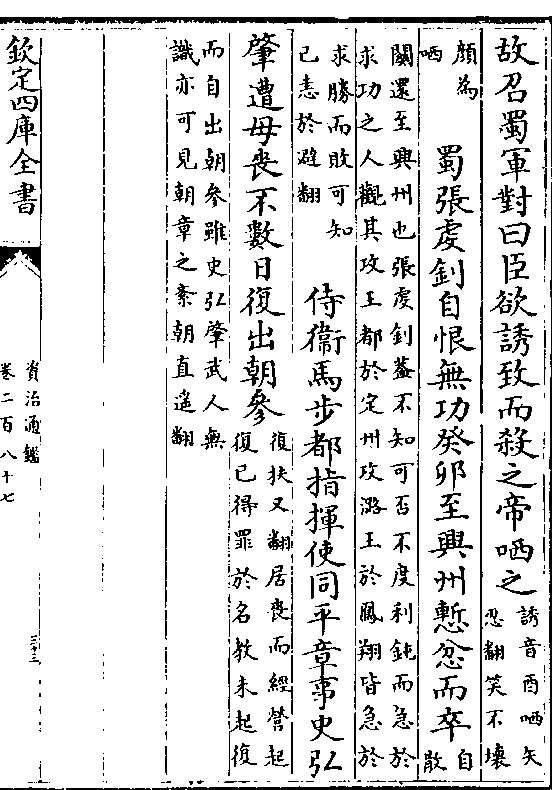 故召蜀軍對曰臣欲誘致而殺之帝哂之誘音酉哂矢
忍翻笑不壞
顔為
哂
蜀張虔釗自恨無功癸卯至興州慙忿而卒自
散
關還至興州也張虔釗葢不知可否不度利鈍而急於
求功之人觀其攻王都於定州攻潞王於鳳翔皆急於
求勝而敗可知
已恚於避翻
侍衞馬步都指揮使同平章事史弘
肇遭母喪不數日復出朝參復扶又翻居喪而經營起
復已得罪於名教未起復
而自出朝參雖史弘肇武人無
識亦可見朝章之紊朝直遥翻
欽定四庫全書
資治通鑑
卷二百八十七
三十三